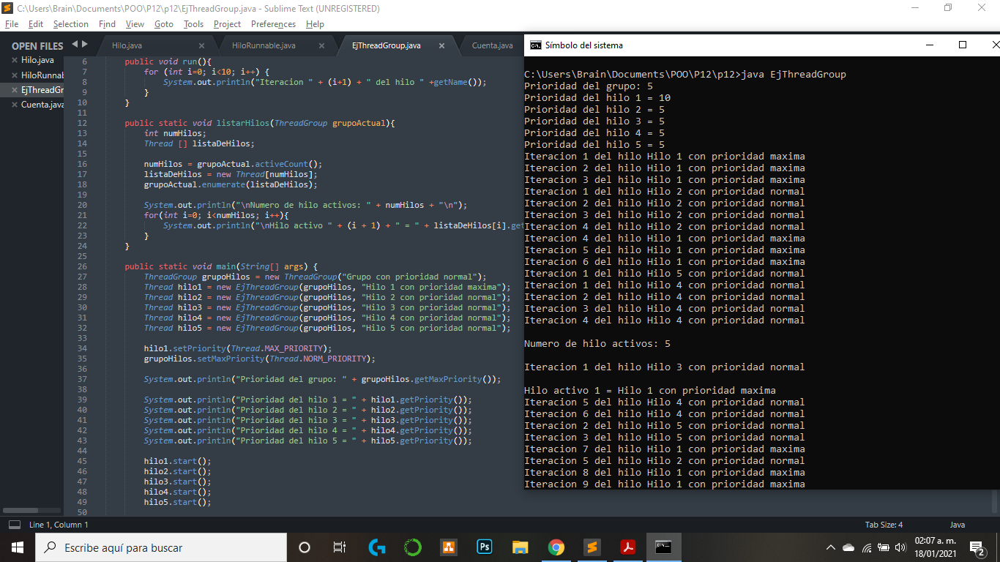 C:\Users\Brain\Documents\POO\P12\p12\EjThreadGroup.java - Sublime Text (UNREGISTERED)
File Edit Selection Find View Goto Tools Project Preferences Help
OPEN FILES
Hilo.java
HiloRunnab
EjThreadGr
Cuenta.java
Hilo.java HiloRunnable.java EjThreadGroup.java Cuenta.java
6 public void run(){
7 for (int i=0; i<10; i++) {
8 System.out.println("Iteracion " + (i+1) + " del hilo " +getName());
9 }
10 }
11
12 public static void listarHilos(ThreadGroup grupoActual){
13 int numHilos;
14 Thread [] listaDeHilos;
15
16 numHilos = grupoActual.activeCount();
17 listaDeHilos = new Thread[numHilos];
18 grupoActual.enumerate(listaDeHilos);
19
20 System.out.println("\nNumero de hilo activos: " + numHilos + "\n");
21 for(int i=0; i<numHilos; i++){
22 System.out.println("\nHilo activo " + (i + 1) + " = " + listaDeHilos[i].get
23 }
24 }
25
26 public static void main(String[] args) {
27 ThreadGroup grupoHilos = new ThreadGroup("Grupo con prioridad normal");
28 Thread hilo1 = new EjThreadGroup(grupoHilos, "Hilo 1 con prioridad maxima");
29 Thread hilo2 = new EjThreadGroup(grupoHilos, "Hilo 2 con prioridad normal");
30 Thread hilo3 = new EjThreadGroup(grupoHilos, "Hilo 3 con prioridad normal");
31 Thread hilo4 = new EjThreadGroup(grupoHilos, "Hilo 4 con prioridad normal");
32 Thread hilo5 = new EjThreadGroup(grupoHilos, "Hilo 5 con prioridad normal");
33
34 hilo1.setPriority(Thread.MAX_PRIORITY);
35 grupoHilos.setMaxPriority(Thread.NORM_PRIORITY);
36
37 System.out.println("Prioridad del grupo: " + grupoHilos.getMaxPriority());
38
39 System.out.println("Prioridad del hilo 1 = " + hilo1.getPriority());
40 System.out.println("Prioridad del hilo 2 = " + hilo2.getPriority());
41 System.out.println("Prioridad del hilo 3 = " + hilo3.getPriority());
42 System.out.println("Prioridad del hilo 4 = " + hilo4.getPriority());
43 System.out.println("Prioridad del hilo 5 = " + hilo5.getPriority());
44
45 hilo1.start();
46 hilo2.start();
47 hilo3.start();
48 hilo4.start();
49 hilo5.start();
50
Símbolo del sistema
C:\Users\Brain\Documents\POO\P12\p12>java EjThreadGroup
Prioridad del grupo: 5
Prioridad del hilo 1 = 10
Prioridad del hilo 2 = 5
Prioridad del hilo 3 = 5
Prioridad del hilo 4 = 5
Prioridad del hilo 5 = 5
Iteracion 1 del hilo Hilo 1 con prioridad maxima
Iteracion 2 del hilo Hilo 1 con prioridad maxima
Iteracion 3 del hilo Hilo 1 con prioridad maxima
Iteracion 1 del hilo Hilo 2 con prioridad normal
Iteracion 2 del hilo Hilo 2 con prioridad normal
Iteracion 3 del hilo Hilo 2 con prioridad normal
Iteracion 4 del hilo Hilo 2 con prioridad normal
Iteracion 4 del hilo Hilo 1 con prioridad maxima
Iteracion 5 del hilo Hilo 1 con prioridad maxima
Iteracion 6 del hilo Hilo 1 con prioridad maxima
Iteracion 1 del hilo Hilo 5 con prioridad normal
Iteracion 1 del hilo Hilo 4 con prioridad normal
Iteracion 2 del hilo Hilo 4 con prioridad normal
Iteracion 3 del hilo Hilo 4 con prioridad normal
Iteracion 4 del hilo Hilo 4 con prioridad normal
Numero de hilo activos: 5
Iteracion 1 del hilo Hilo 3 con prioridad normal
Hilo activo 1 = Hilo 1 con prioridad maxima
Iteracion 5 del hilo Hilo 4 con prioridad normal
Iteracion 6 del hilo Hilo 4 con prioridad normal
Iteracion 2 del hilo Hilo 5 con prioridad normal
Iteracion 3 del hilo Hilo 5 con prioridad normal
Iteracion 7 del hilo Hilo 1 con prioridad maxima
Iteracion 5 del hilo Hilo 2 con prioridad normal
Iteracion 8 del hilo Hilo 1 con prioridad maxima
Iteracion 9 del hilo Hilo 1 con prioridad maxima
Line 1, Column 1 Tab Size: 4 Java
Escribe aquí para buscar
Ps
02:07 a. m.
18/01/2021
2